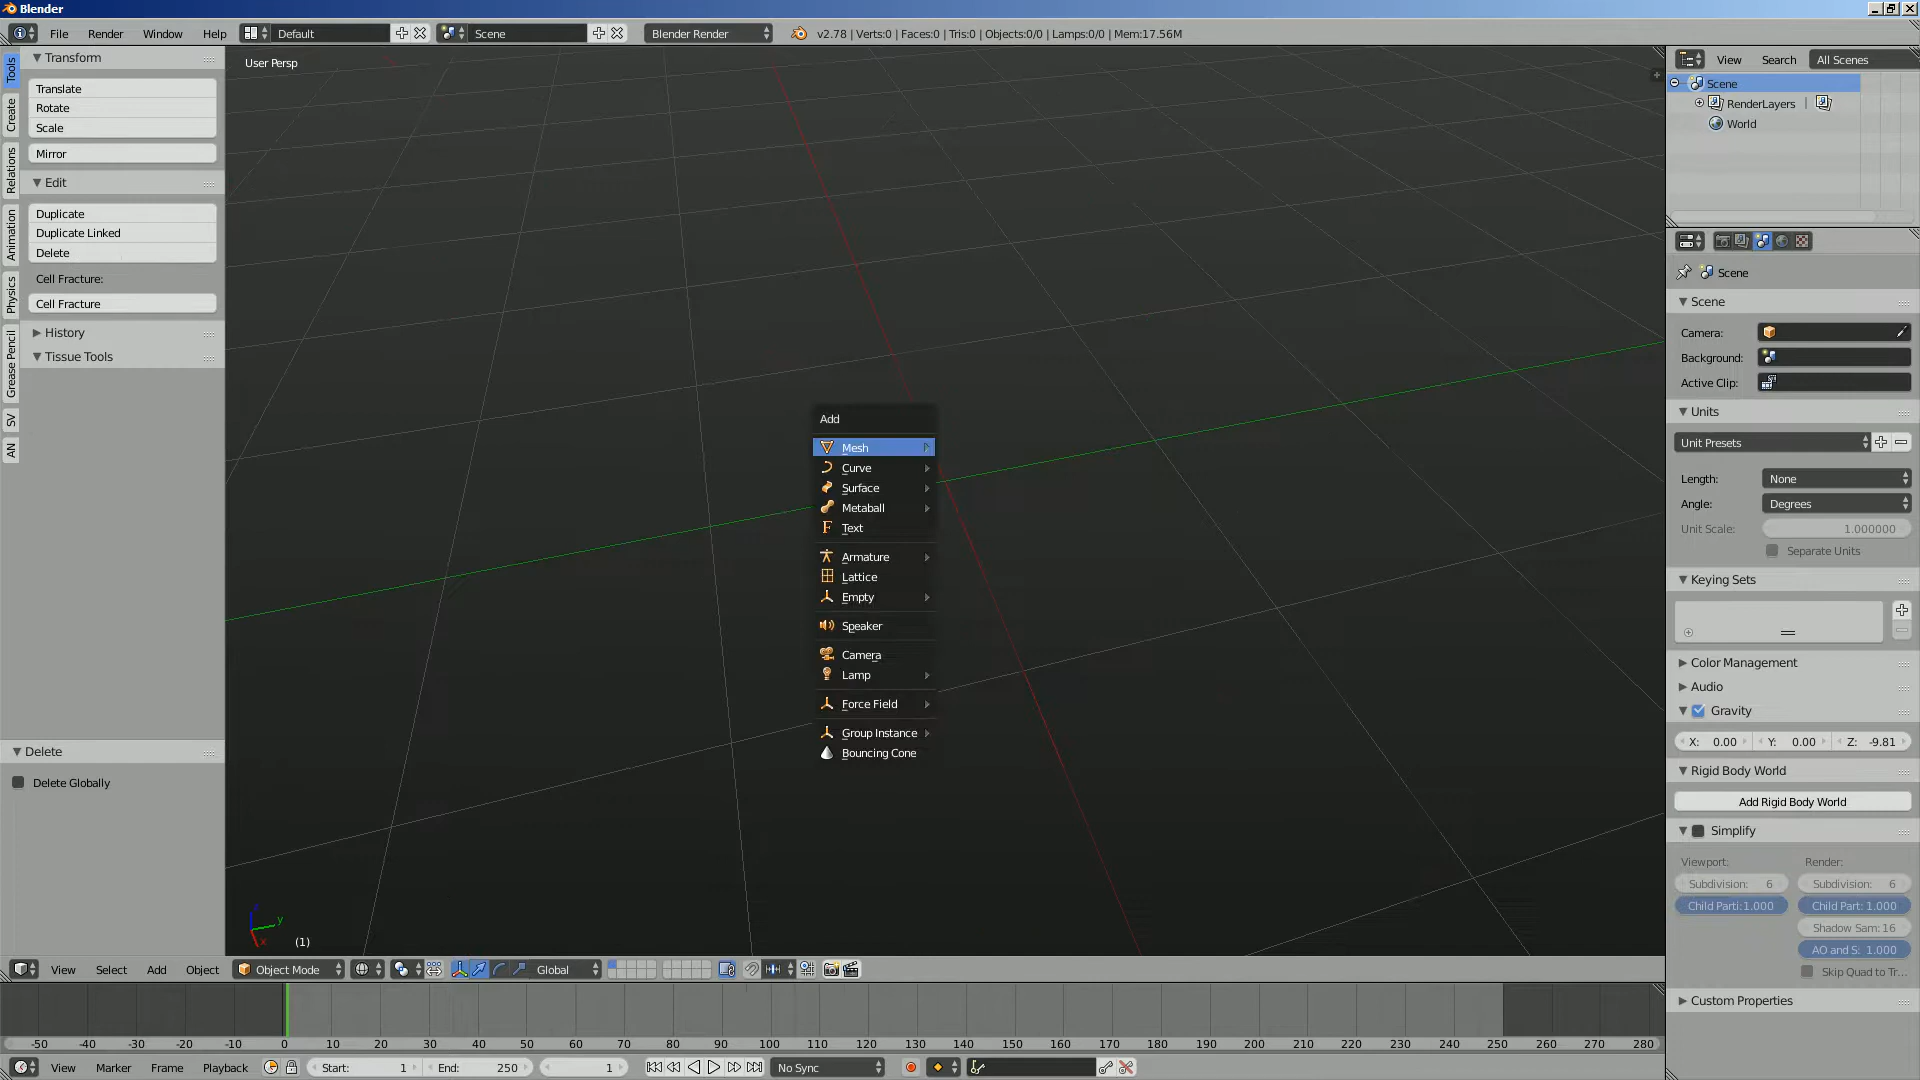 Blender
File Render Window Help
Default
Scene
Blender Render
v2.78 | Verts:0 | Faces:0 | Tris:0 | Objects:0/0 | Lamps:0/0 | Mem:17.56M
Tools
Create
Relations
Animation
Physics
Grease Pencil
SV
AN
Transform
Translate
Rotate
Scale
Mirror
Edit
Duplicate
Duplicate Linked
Delete
Cell Fracture:
Cell Fracture
History
Tissue Tools
Delete
Delete Globally
User Persp
Add
Mesh
Curve
Surface
Metaball
Text
Armature
Lattice
Empty
Speaker
Camera
Lamp
Force Field
Group Instance
Bouncing Cone
y
x
(1)
View Search All Scenes
Scene
RenderLayers |
World
Scene
Scene
Camera:
Background:
Active Clip:
Units
Unit Presets
Length: None
Angle: Degrees
Unit Scale: 1.000000
Separate Units
Keying Sets
Color Management
Audio
Gravity
X: 0.00 Y: 0.00 Z: -9.81
Rigid Body World
Add Rigid Body World
Simplify
Viewport: Render:
Subdivision: 6 Subdivision: 6
Child Parti:1.000 Child Part: 1.000
Shadow Sam: 16
AO and S: 1.000
Skip Quad to Tr...
Custom Properties
View Select Add Object Object Mode Global
-50 -40 -30 -20 -10 0 10 20 30 40 50 60 70 80 90 100 110 120 130 140 150 160 170 180 190 200 210 220 230 240 250 260 270 280
View Marker Frame Playback Start: 1 End: 250 1 No Sync